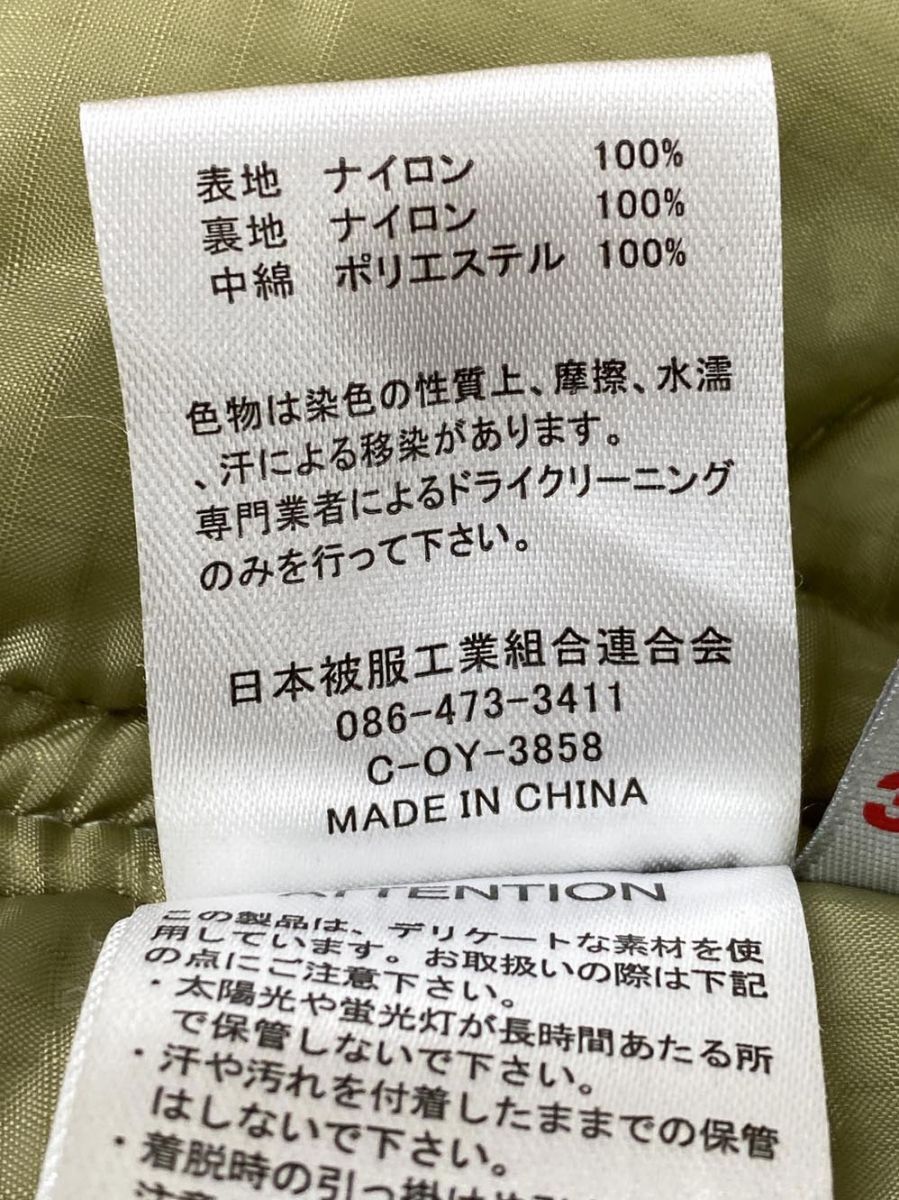 表地 ナイロン 100%
裏地 ナイロン 100%
中綿 ポリエステル 100%
色物は染色の性質上、摩擦、水濡
、汗による移染があります。
専門業者によるドライクリーニング
のみを行って下さい。
日本被服工業組合連合会
086-473-3411
C-OY-3858
MADE IN CHINA
ATTENTION
この製品は、デリケートな素材を使
用しています。お取扱いの際は下記
の点にご注意下さい。
・太陽光や蛍光灯が長時間あたる所
で保管しないで下さい。
・汗や汚れを付着したままでの保管
はしないで下さい。
・着脱時の引っ掛け
3